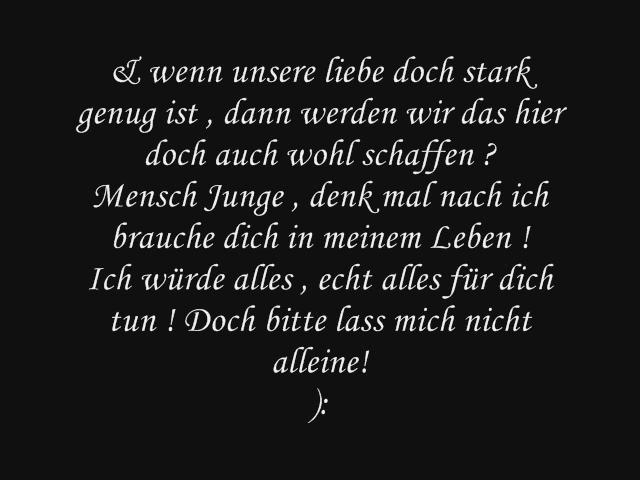 & wenn unsere liebe doch stark
genug ist , dann werden wir das hier
doch auch wohl schaffen ?
Mensch Junge , denk mal nach ich
brauche dich in meinem Leben !
Ich würde alles , echt alles für dich
tun ! Doch bitte lass mich nicht
alleine!
):